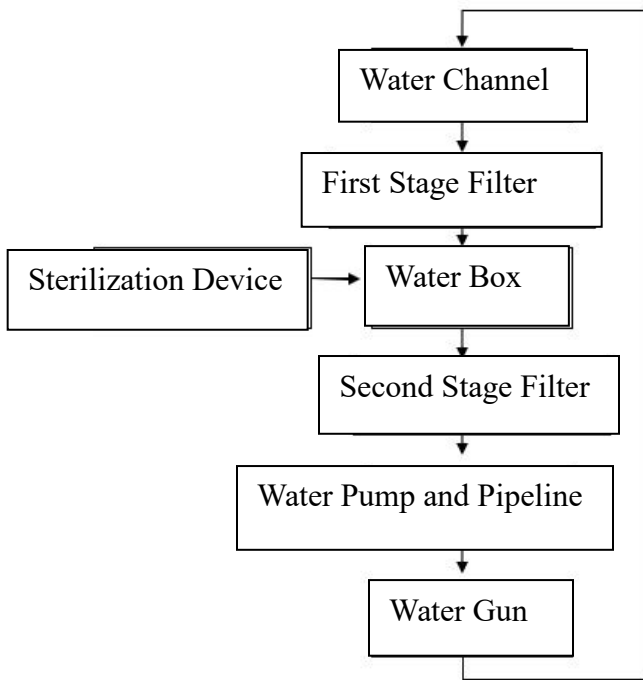 Water Channel
First Stage Filter
Sterilization Device
Water Box
Second Stage Filter
Water Pump and Pipeline
Water Gun